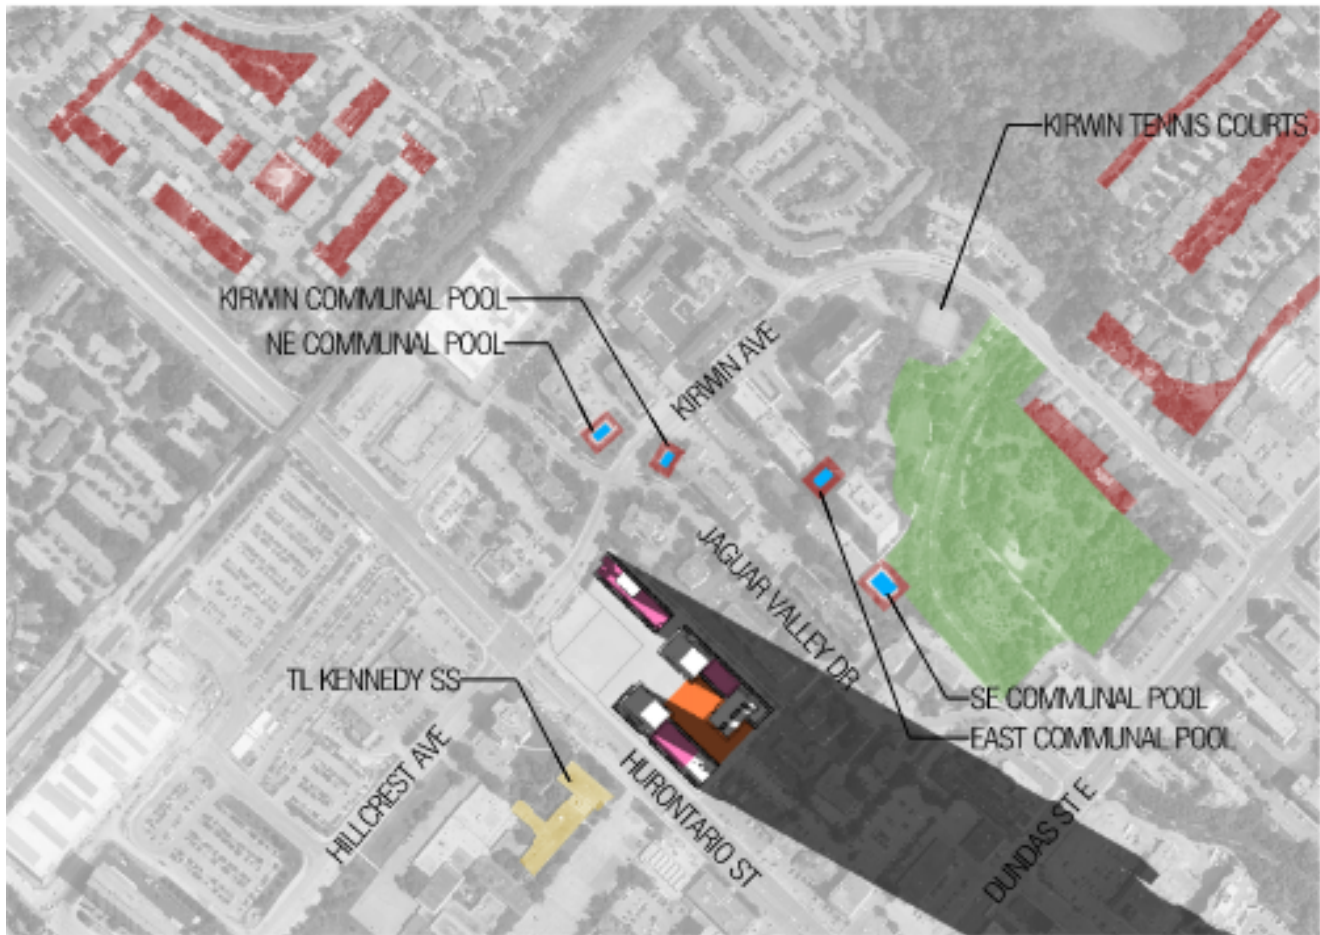 KIRWIN TENNIS COURTS
KIRWIN COMMUNAL POOL
NE COMMUNAL POOL
KIRWIN AVE
JAGUAR VALLEY DR
TL KENNEDY SS
SE COMMUNAL POOL
EAST COMMUNAL POOL
HILLCREST AVE
HURONTARIO ST
DUNDAS ST E